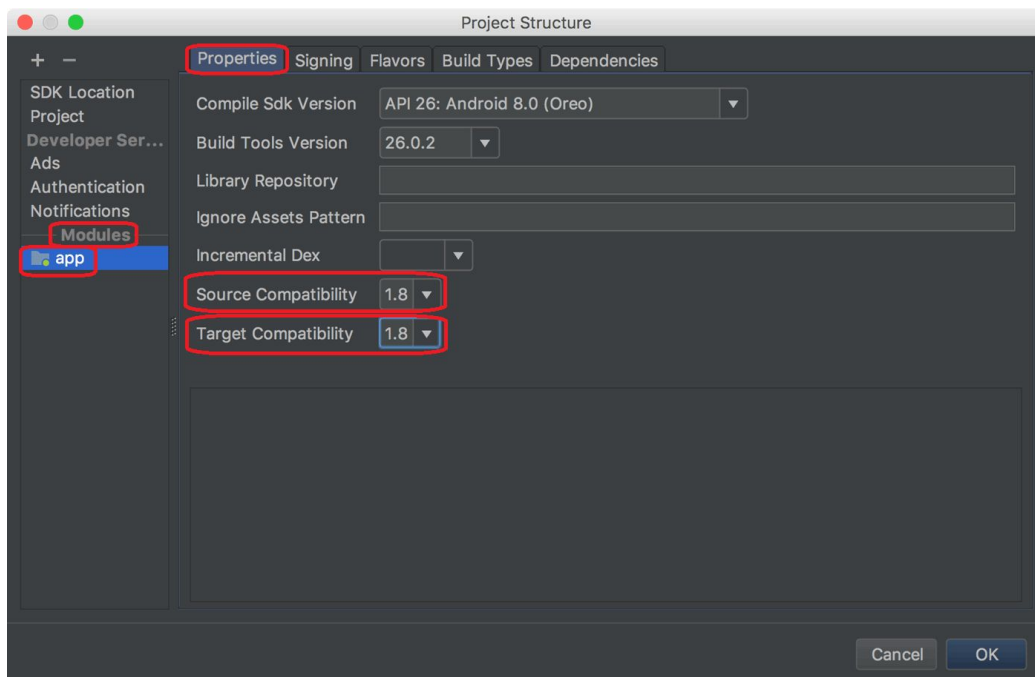 Project Structure
+ −
Properties Signing Flavors Build Types Dependencies
SDK Location
Project
Developer Ser...
Ads
Authentication
Notifications
Modules
app
Compile Sdk Version API 26: Android 8.0 (Oreo)
Build Tools Version 26.0.2
Library Repository
Ignore Assets Pattern
Incremental Dex
Source Compatibility 1.8
Target Compatibility 1.8
Cancel OK